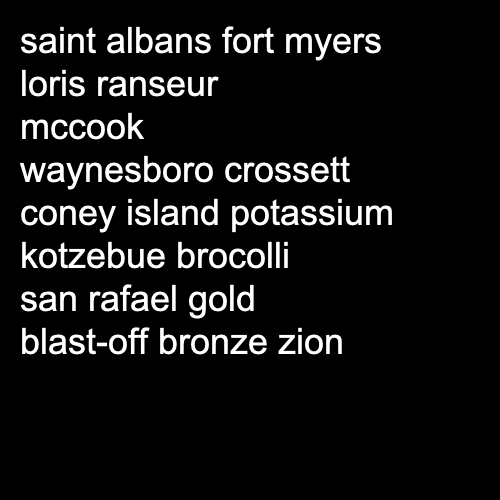 saint albans fort myers
loris ranseur
mccook
waynesboro crossett
coney island potassium
kotzebue brocolli
san rafael gold
blast-off bronze zion